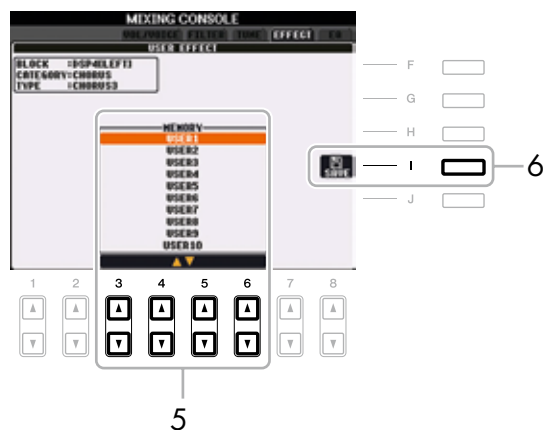 MIXING CONSOLE
VOL/VOICE FILTER TUNE EFFECT EQ
USER EFFECT
BLOCK =DSP4(LEFT)
CATEGORY=CHORUS
TYPE =CHORUS3
MEMORY
USER1
USER2
USER3
USER4
USER5
USER6
USER7
USER8
USER9
USER10
SAVE
F
G
H
I
J
6
1 2 3 4 5 6 7 8
5